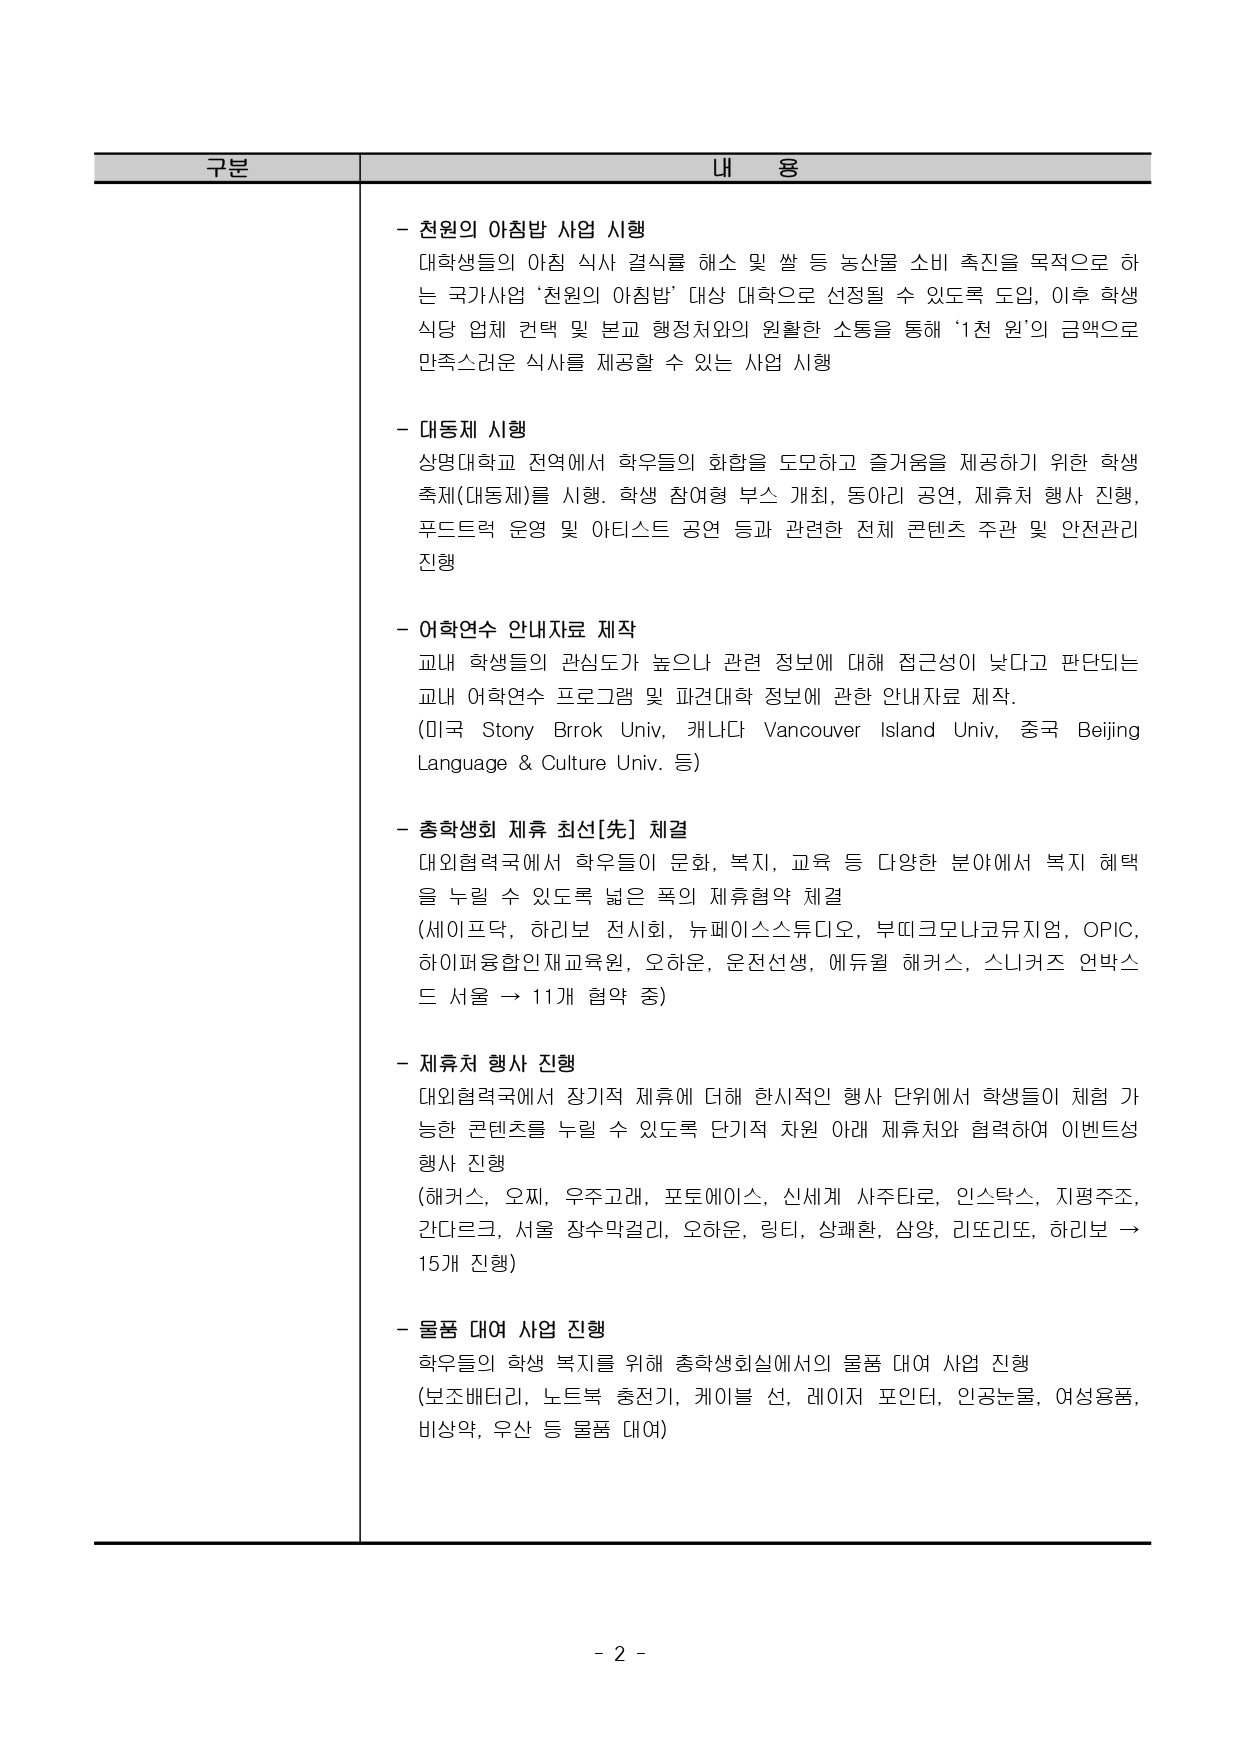 구분 내 용
- 천원의 아침밥 사업 시행
대학생들의 아침 식사 결식률 해소 및 쌀 등 농산물 소비 촉진을 목적으로 하
는 국가사업 ‘천원의 아침밥’ 대상 대학으로 선정될 수 있도록 도입, 이후 학생
식당 업체 컨택 및 본교 행정처와의 원활한 소통을 통해 ‘1천 원’의 금액으로
만족스러운 식사를 제공할 수 있는 사업 시행
- 대동제 시행
상명대학교 전역에서 학우들의 화합을 도모하고 즐거움을 제공하기 위한 학생
축제(대동제)를 시행. 학생 참여형 부스 개최, 동아리 공연, 제휴처 행사 진행,
푸드트럭 운영 및 아티스트 공연 등과 관련한 전체 콘텐츠 주관 및 안전관리
진행
- 어학연수 안내자료 제작
교내 학생들의 관심도가 높으나 관련 정보에 대해 접근성이 낮다고 판단되는
교내 어학연수 프로그램 및 파견대학 정보에 관한 안내자료 제작.
(미국 Stony Brrok Univ, 캐나다 Vancouver Island Univ, 중국 Beijing
Language & Culture Univ. 등)
- 총학생회 제휴 최선[先] 체결
대외협력국에서 학우들이 문화, 복지, 교육 등 다양한 분야에서 복지 혜택
을 누릴 수 있도록 넓은 폭의 제휴협약 체결
(세이프닥, 하리보 전시회, 뉴페이스스튜디오, 부띠크모나코뮤지엄, OPIC,
하이퍼융합인재교육원, 오하운, 운전선생, 에듀윌 해커스, 스니커즈 언박스
드 서울 → 11개 협약 중)
- 제휴처 행사 진행
대외협력국에서 장기적 제휴에 더해 한시적인 행사 단위에서 학생들이 체험 가
능한 콘텐츠를 누릴 수 있도록 단기적 차원 아래 제휴처와 협력하여 이벤트성
행사 진행
(해커스, 오찌, 우주고래, 포토에이스, 신세계 사주타로, 인스탁스, 지평주조,
간다르크, 서울 장수막걸리, 오하운, 링티, 상쾌환, 삼양, 리또리또, 하리보 →
15개 진행)
- 물품 대여 사업 진행
학우들의 학생 복지를 위해 총학생회실에서의 물품 대여 사업 진행
(보조배터리, 노트북 충전기, 케이블 선, 레이저 포인터, 인공눈물, 여성용품,
비상약, 우산 등 물품 대여)
- 2 -